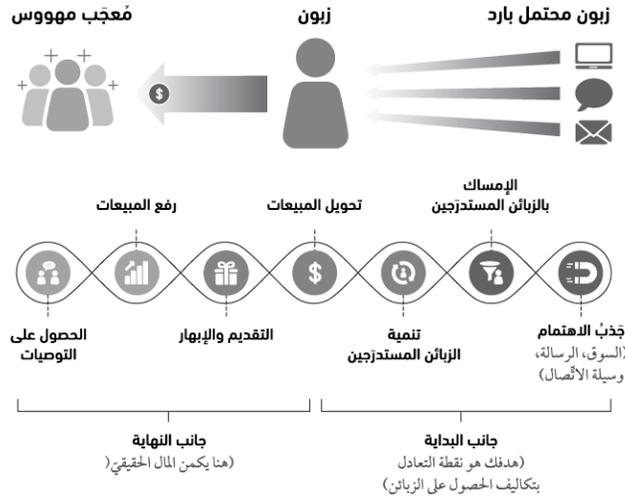 زبون محتمل بارد
زبون
مُعجَب مهووس
$
الإمساك
بالزبائن المستدرَجين
تحويل المبيعات
رفع المبيعات
$
جَذبُ الاهتمام
(السوق، الرسالة،
وسيلة الاتّصال)
تنمية
الزبائن المستدرَجين
التقديم والإبهار
الحصول على
التوصيات
جانب البداية
(هدفك هو نقطة التعادل
بتكاليف الحصول على الزبائن)
جانب النهاية
(هنا يكمن المال الحقيقيّ)